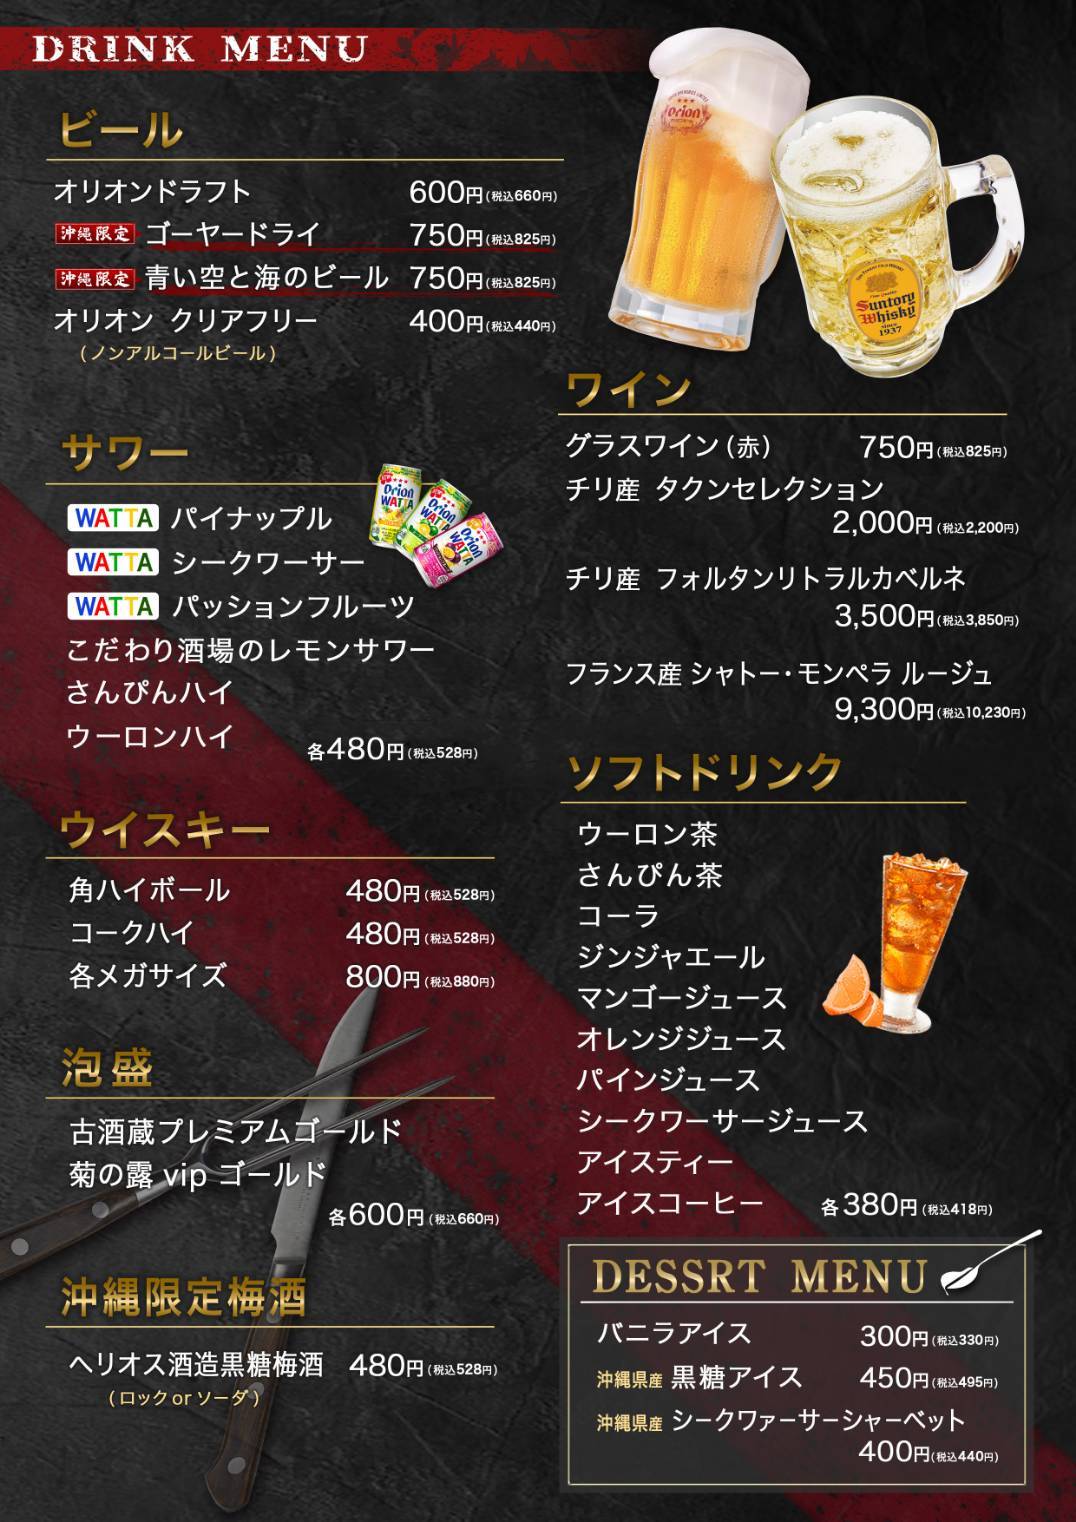 DRINK MENU
ビール
オリオンドラフト 600円(税込660円)
沖縄限定 ゴーヤードライ 750円(税込825円)
沖縄限定 青い空と海のビール 750円(税込825円)
オリオン クリアフリー 400円(税込440円)
(ノンアルコールビール)
サワー
WATTA パイナップル
WATTA シークワーサー
WATTA パッションフルーツ
こだわり酒場のレモンサワー
さんぴんハイ
ウーロンハイ
各480円(税込528円)
ウイスキー
角ハイボール 480円(税込528円)
コークハイ 480円(税込528円)
各メガサイズ 800円(税込880円)
泡盛
古酒蔵プレミアムゴールド
菊の露 vip ゴールド
各600円(税込660円)
沖縄限定梅酒
ヘリオス酒造黒糖梅酒 480円(税込528円)
(ロック or ソーダ)
Orion
Suntory
Whisky
Since
1937
Orion
WATTA
Orion
WATTA
Orion
WATTA
ワイン
グラスワイン(赤) 750円(税込825円)
チリ産 タクンセレクション
2,000円(税込2,200円)
チリ産 フォルタンリトラルカベルネ
3,500円(税込3,850円)
フランス産 シャトー・モンペラ ルージュ
9,300円(税込10,230円)
ソフトドリンク
ウーロン茶
さんぴん茶
コーラ
ジンジャエール
マンゴージュース
オレンジジュース
パインジュース
シークワーサージュース
アイスティー
アイスコーヒー 各380円(税込418円)
DESSRT MENU
バニラアイス 300円(税込330円)
沖縄県産 黒糖アイス 450円(税込495円)
沖縄県産 シークヮーサーシャーベット
400円(税込440円)